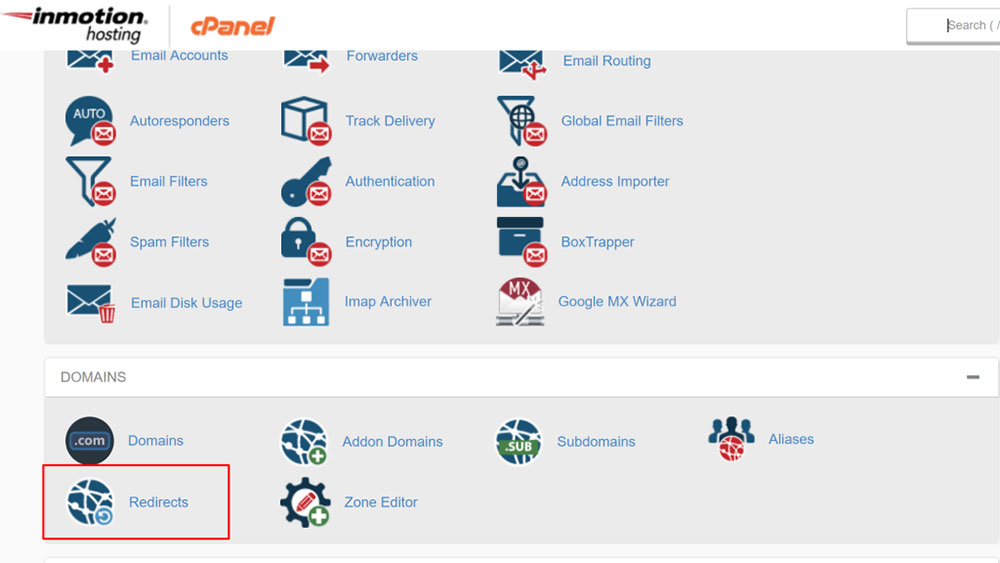 inmotion hosting
cPanel
Search ( /
Email Accounts
Forwarders
Email Routing
AUTO
Autoresponders
Track Delivery
Global Email Filters
Email Filters
Authentication
@
Address Importer
Spam Filters
Encryption
BoxTrapper
Email Disk Usage
Imap Archiver
MX
Google MX Wizard
DOMAINS
.com
Domains
Addon Domains
.SUB
Subdomains
Aliases
Redirects
Zone Editor